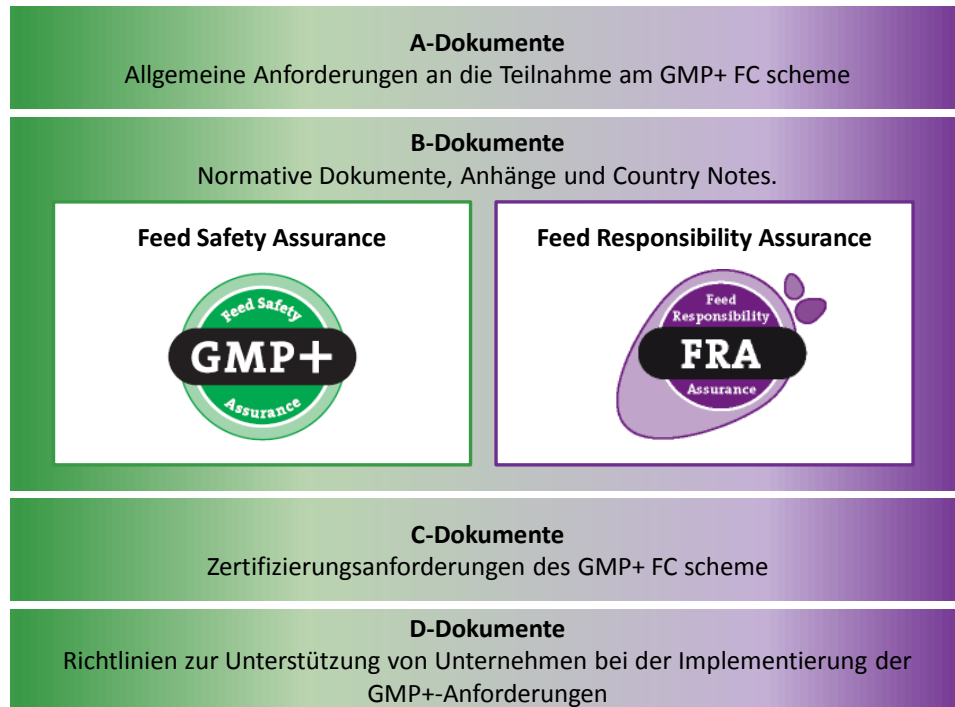 A-Dokumente
Allgemeine Anforderungen an die Teilnahme am GMP+ FC scheme
B-Dokumente
Normative Dokumente, Anhänge und Country Notes.
Feed Safety Assurance
Feed Safety
GMP+
Assurance
Feed Responsibility Assurance
Feed
Responsibility
FRA
Assurance
C-Dokumente
Zertifizierungsanforderungen des GMP+ FC scheme
D-Dokumente
Richtlinien zur Unterstützung von Unternehmen bei der Implementierung der
GMP+-Anforderungen